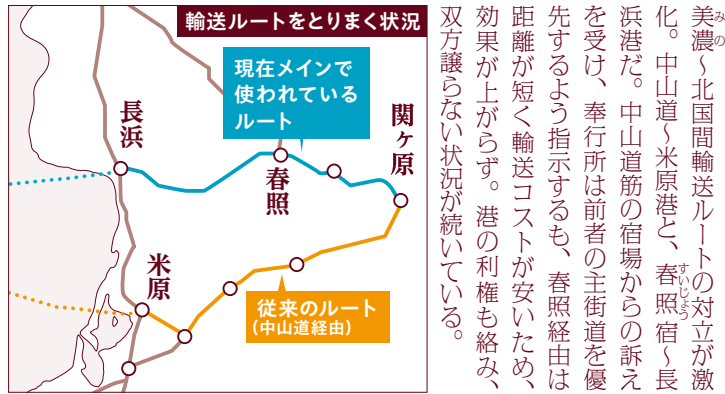 美濃～北国間輸送ルートの対立が激
化。中山道～米原港と、春照宿～長
浜港だ。中山道筋の宿場からの訴え
を受け、奉行所は前者の主街道を優
先するよう指示するも、春照経由は
距離が短く輸送コストが安いため、
効果が上がらず。港の利権も絡み、
双方譲らない状況が続いている。
みの
すいじょう
輸送ルートをとりまく状況
現在メインで
使われている
ルート
関ヶ原
長浜
春照
米原
従来のルート
(中山道経由)